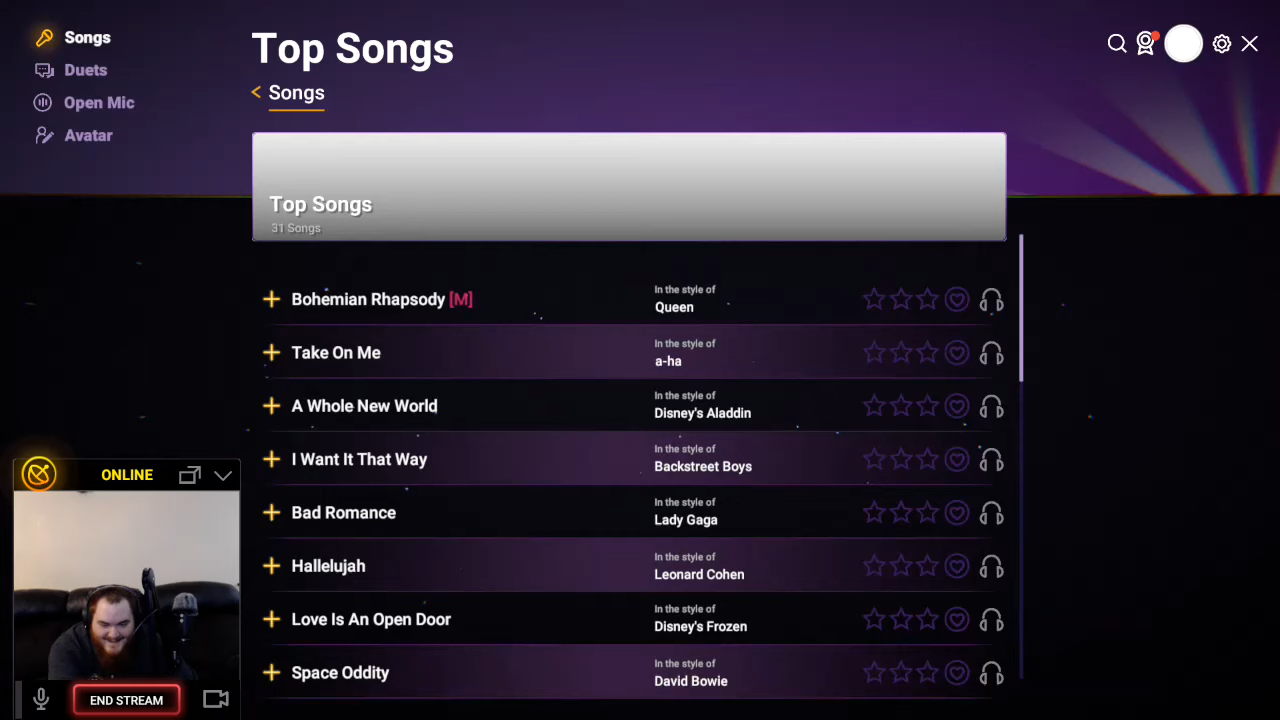 Songs
Duets
Open Mic
Avatar
Top Songs
Songs
Top Songs
31 Songs
Bohemian Rhapsody [M]
In the style of
Queen
Take On Me
In the style of
a-ha
A Whole New World
In the style of
Disney's Aladdin
I Want It That Way
In the style of
Backstreet Boys
Bad Romance
In the style of
Lady Gaga
Hallelujah
In the style of
Leonard Cohen
Love Is An Open Door
In the style of
Disney's Frozen
Space Oddity
In the style of
David Bowie
ONLINE
END STREAM